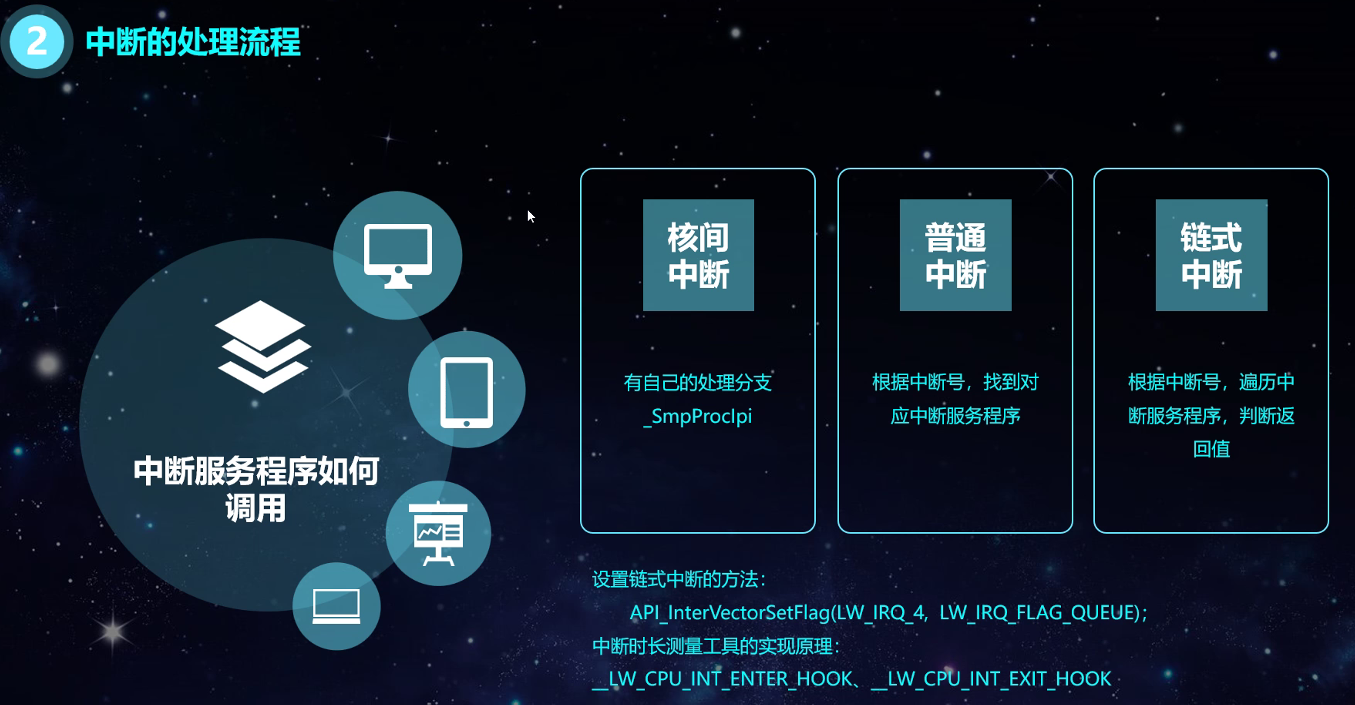 2
中断的处理流程
中断服务程序如何
调用
核间
中断
有自己的处理分支
_SmpProcIpi
普通
中断
根据中断号，找到对
应中断服务程序
链式
中断
根据中断号，遍历中
断服务程序，判断返
回值
设置链式中断的方法：
API_InterVectorSetFlag(LW_IRQ_4, LW_IRQ_FLAG_QUEUE);
中断时长测量工具的实现原理：
__LW_CPU_INT_ENTER_HOOK、__LW_CPU_INT_EXIT_HOOK